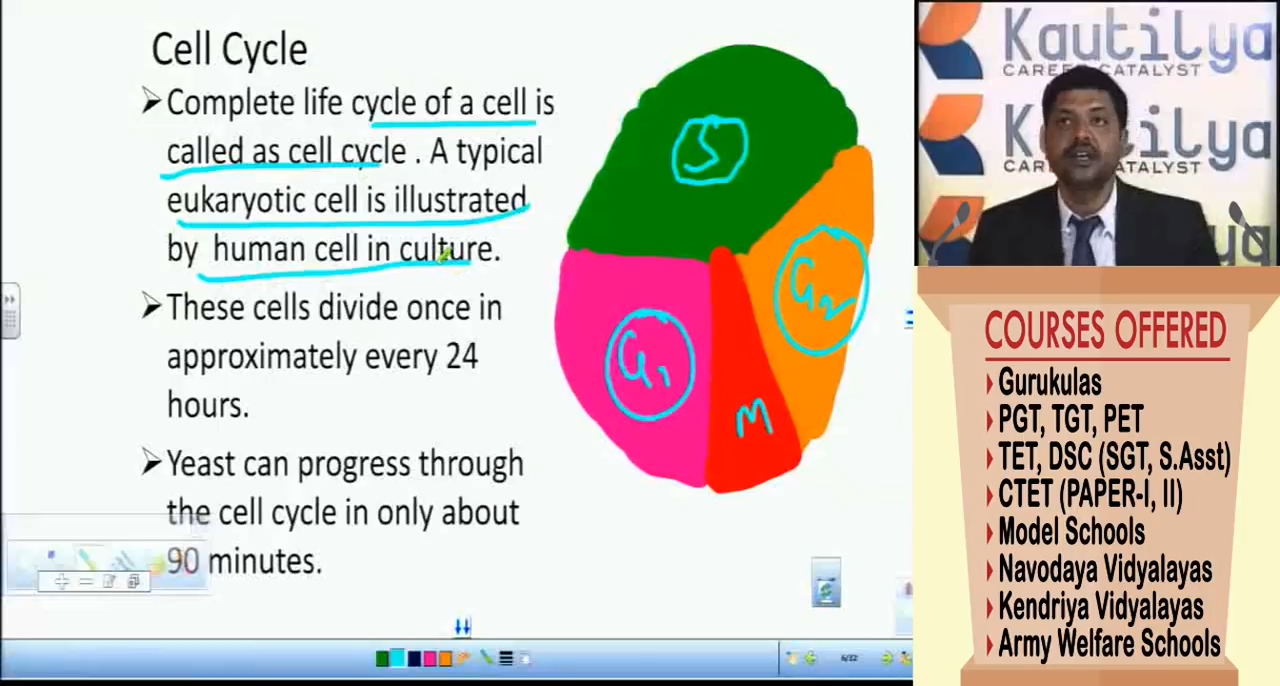 Cell Cycle
➢Complete life cycle of a cell is
called as cell cycle . A typical
eukaryotic cell is illustrated
by human cell in culture.
➢These cells divide once in
approximately every 24
hours.
➢Yeast can progress through
the cell cycle in only about
90 minutes.
S
G2
G1
M
6/22
Kautilya
CAREER CATALYST
Kautilya
CAREER CATALYST
COURSES OFFERED
Gurukulas
PGT, TGT, PET
TET, DSC (SGT, S.Asst)
CTET (PAPER-I, II)
Model Schools
Navodaya Vidyalayas
Kendriya Vidyalayas
Army Welfare Schools